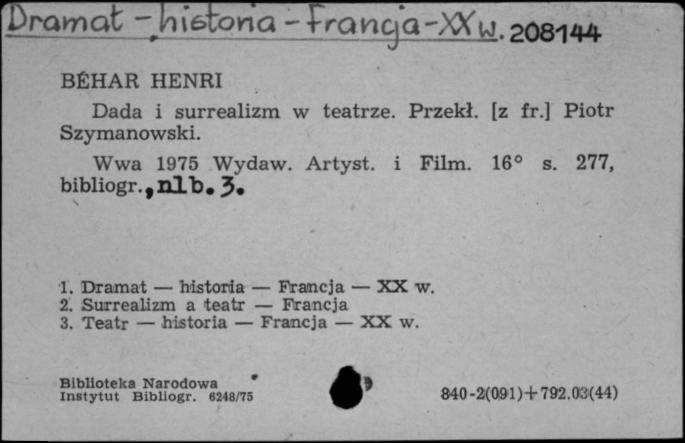 Dramat - historia - Francja - XX w. 208144
BÉHAR HENRI
Dada i surrealizm w teatrze. Przekł. [z fr.] Piotr
Szymanowski.
Wwa 1975 Wydaw. Artyst. i Film. 16° s. 277,
bibliogr., nlb. 3.
1. Dramat — historia — Francja — XX w.
2. Surrealizm a teatr — Francja
3. Teatr — historia — Francja — XX w.
Biblioteka Narodowa
Instytut Bibliogr. 6248/75
840-2(091)+792.03(44)